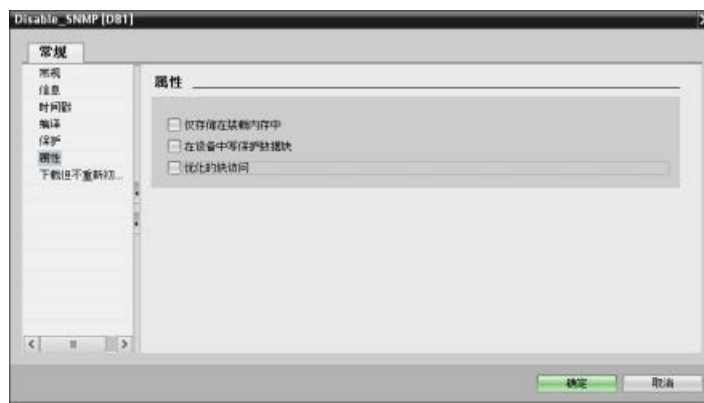 Disable_SNMP [DB1]
常规
常规
信息
时间戳
编译
保护
属性
下载但不重新初...
属性
仅存储在装载内存中
在设备中写保护数据块
优化的块访问
确定
取消